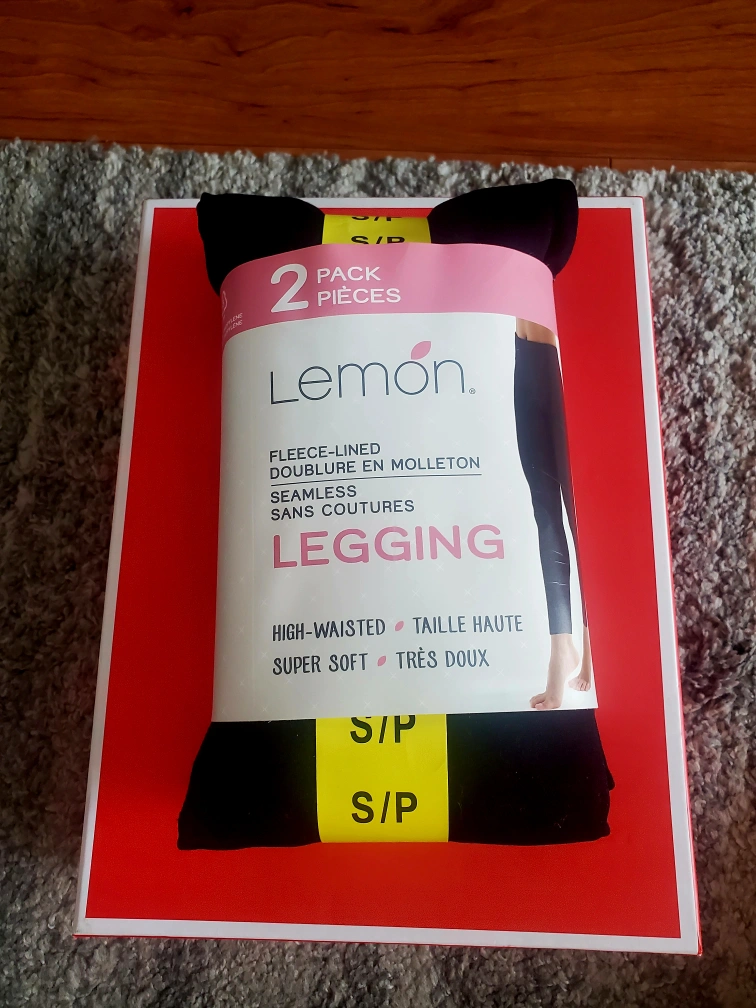 S/P
S/P
2 PACK
PIÈCES
Lemon®
FLEECE-LINED
DOUBLURE EN MOLLETON
SEAMLESS
SANS COUTURES
LEGGING
HIGH-WAISTED TAILLE HAUTE
SUPER SOFT TRÈS DOUX
S/P
S/P